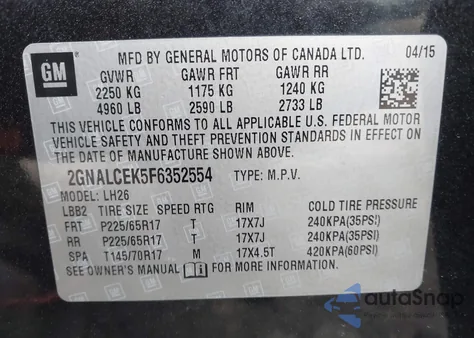 GM
MFD BY GENERAL MOTORS OF CANADA LTD. 04/15
GVWR GAWR FRT GAWR RR
2250 KG 1175 KG 1240 KG
4960 LB 2590 LB 2733 LB
THIS VEHICLE CONFORMS TO ALL APPLICABLE U.S. FEDERAL MOTOR
VEHICLE SAFETY AND THEFT PREVENTION STANDARDS IN EFFECT ON
THE DATE OF MANUFACTURE SHOWN ABOVE.
2GNALCEK5F6352554 TYPE: M.P.V.
MODEL: LH26
LBB2 TIRE SIZE SPEED RTG RIM COLD TIRE PRESSURE
FRT P225/65R17 T 17X7J 240KPA(35PSI)
RR P225/65R17 T 17X7J 240KPA(35PSI)
SPA T145/70R17 M 17X4.5T 420KPA(60PSI)
SEE OWNER'S MANUAL FOR MORE INFORMATION
autoSnap